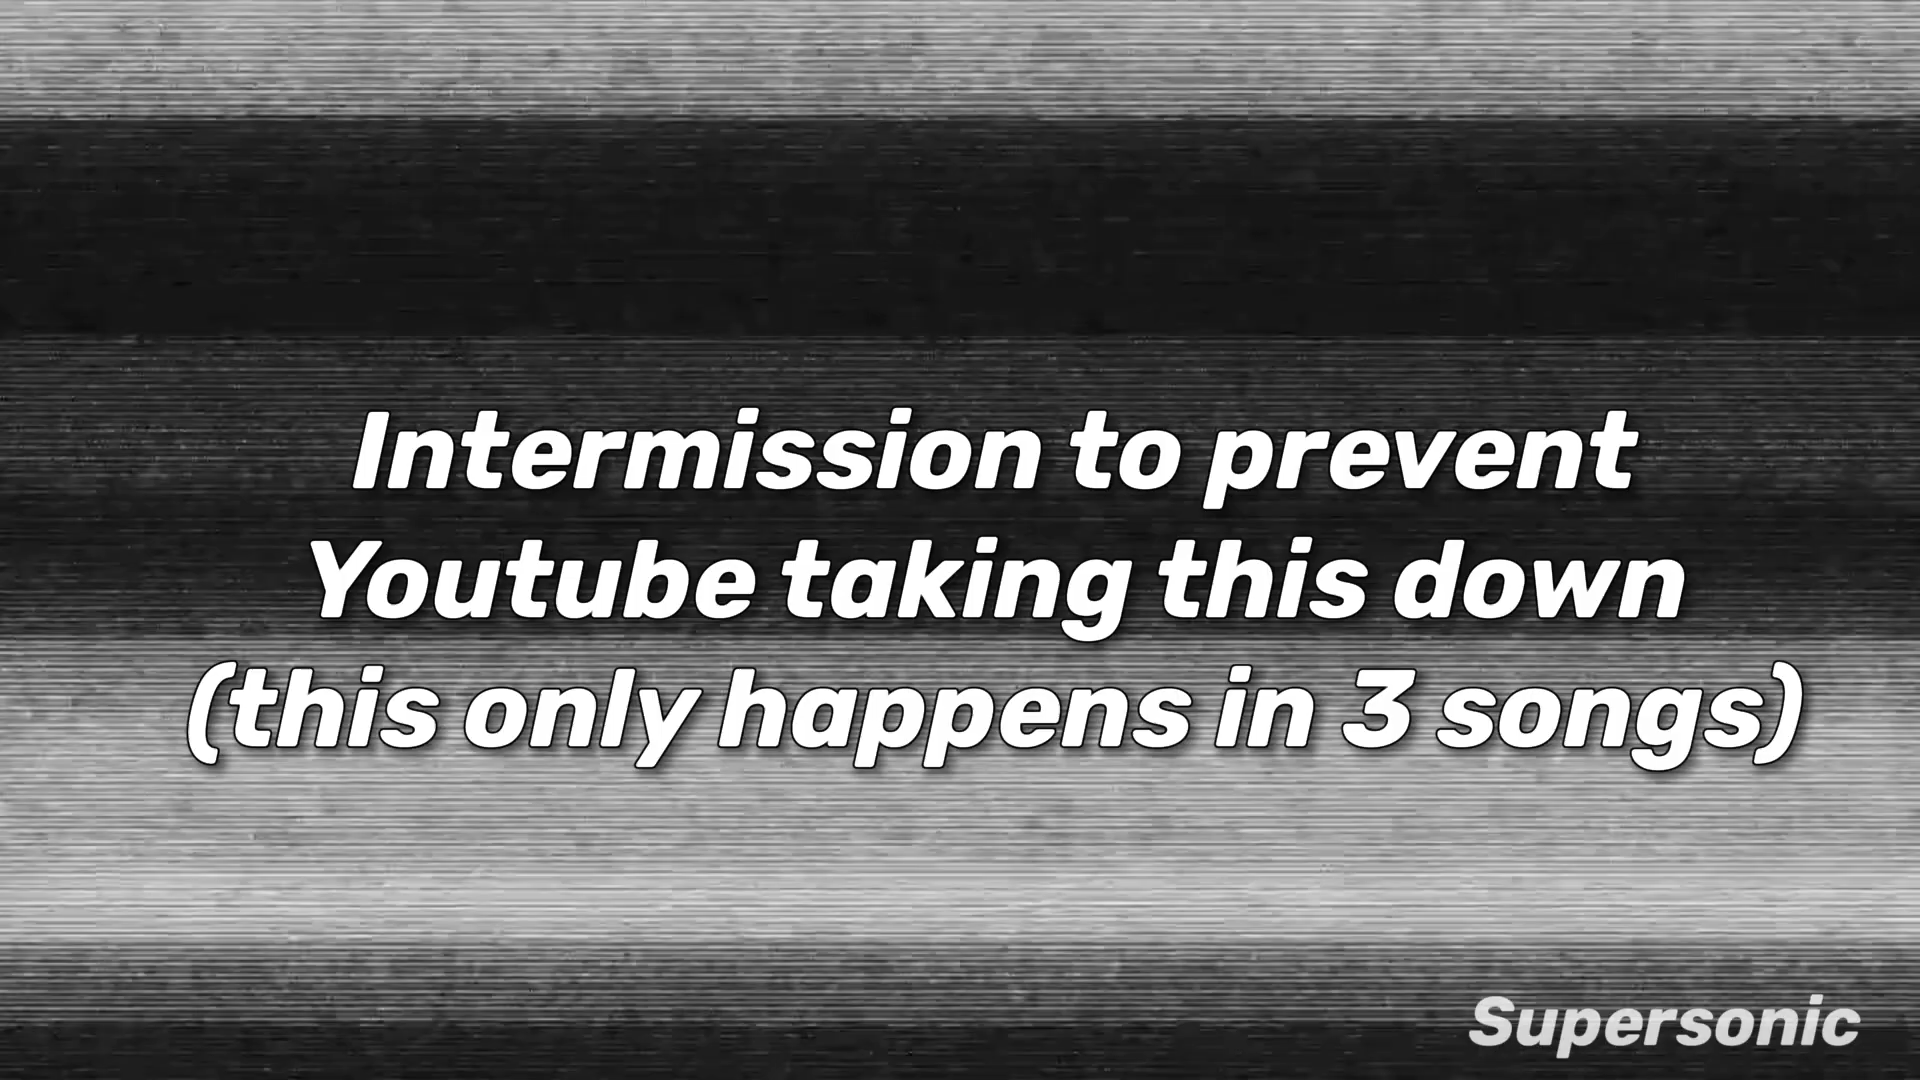 Intermission to prevent
Youtube taking this down
(this only happens in 3 songs)
Supersonic